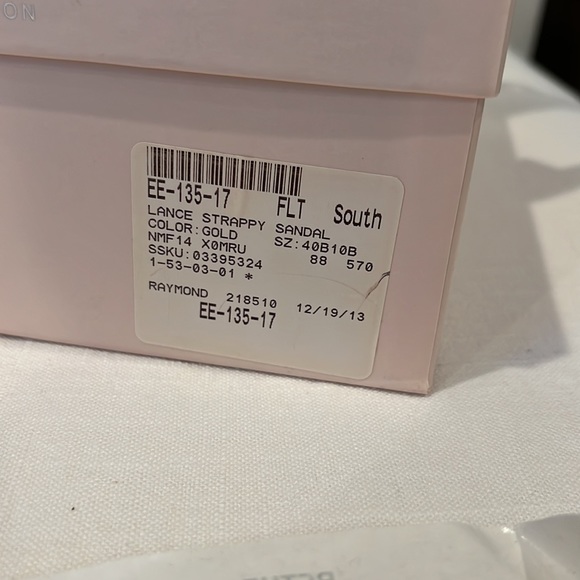 ON
EE-135-17 FLT South
LANCE STRAPPY SANDAL
COLOR:GOLD SZ:40B10B
NMF14 X0MRU 88 570
SSKU:03395324
1-53-03-01 *
RAYMOND 218510 12/19/13
EE-135-17